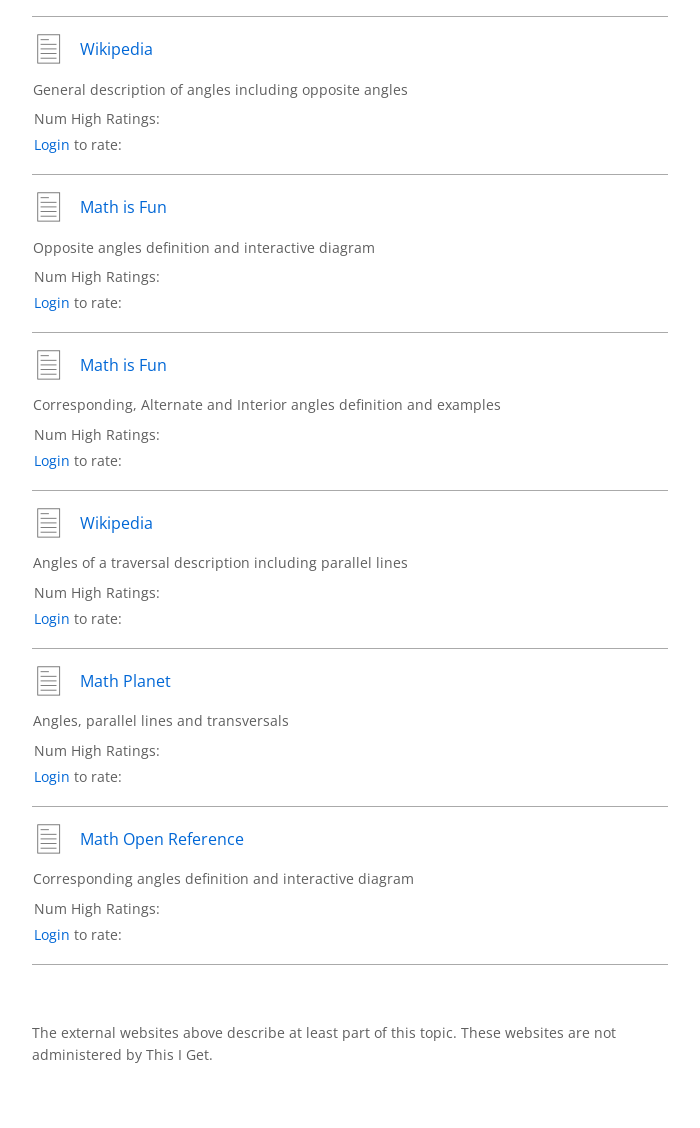 Wikipedia
General description of angles including opposite angles
Num High Ratings:
Login to rate:
Math is Fun
Opposite angles definition and interactive diagram
Num High Ratings:
Login to rate:
Math is Fun
Corresponding, Alternate and Interior angles definition and examples
Num High Ratings:
Login to rate:
Wikipedia
Angles of a traversal description including parallel lines
Num High Ratings:
Login to rate:
Math Planet
Angles, parallel lines and transversals
Num High Ratings:
Login to rate:
Math Open Reference
Corresponding angles definition and interactive diagram
Num High Ratings:
Login to rate:
The external websites above describe at least part of this topic. These websites are not
administered by This I Get.